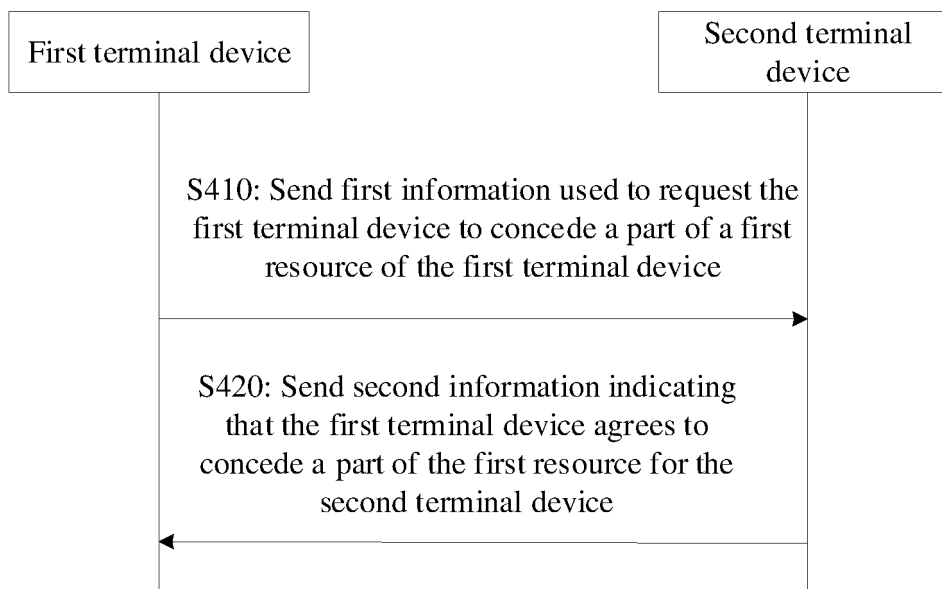 First terminal device
Second terminal
device
S410: Send first information used to request the
first terminal device to concede a part of a first
resource of the first terminal device
S420: Send second information indicating
that the first terminal device agrees to
concede a part of the first resource for the
second terminal device